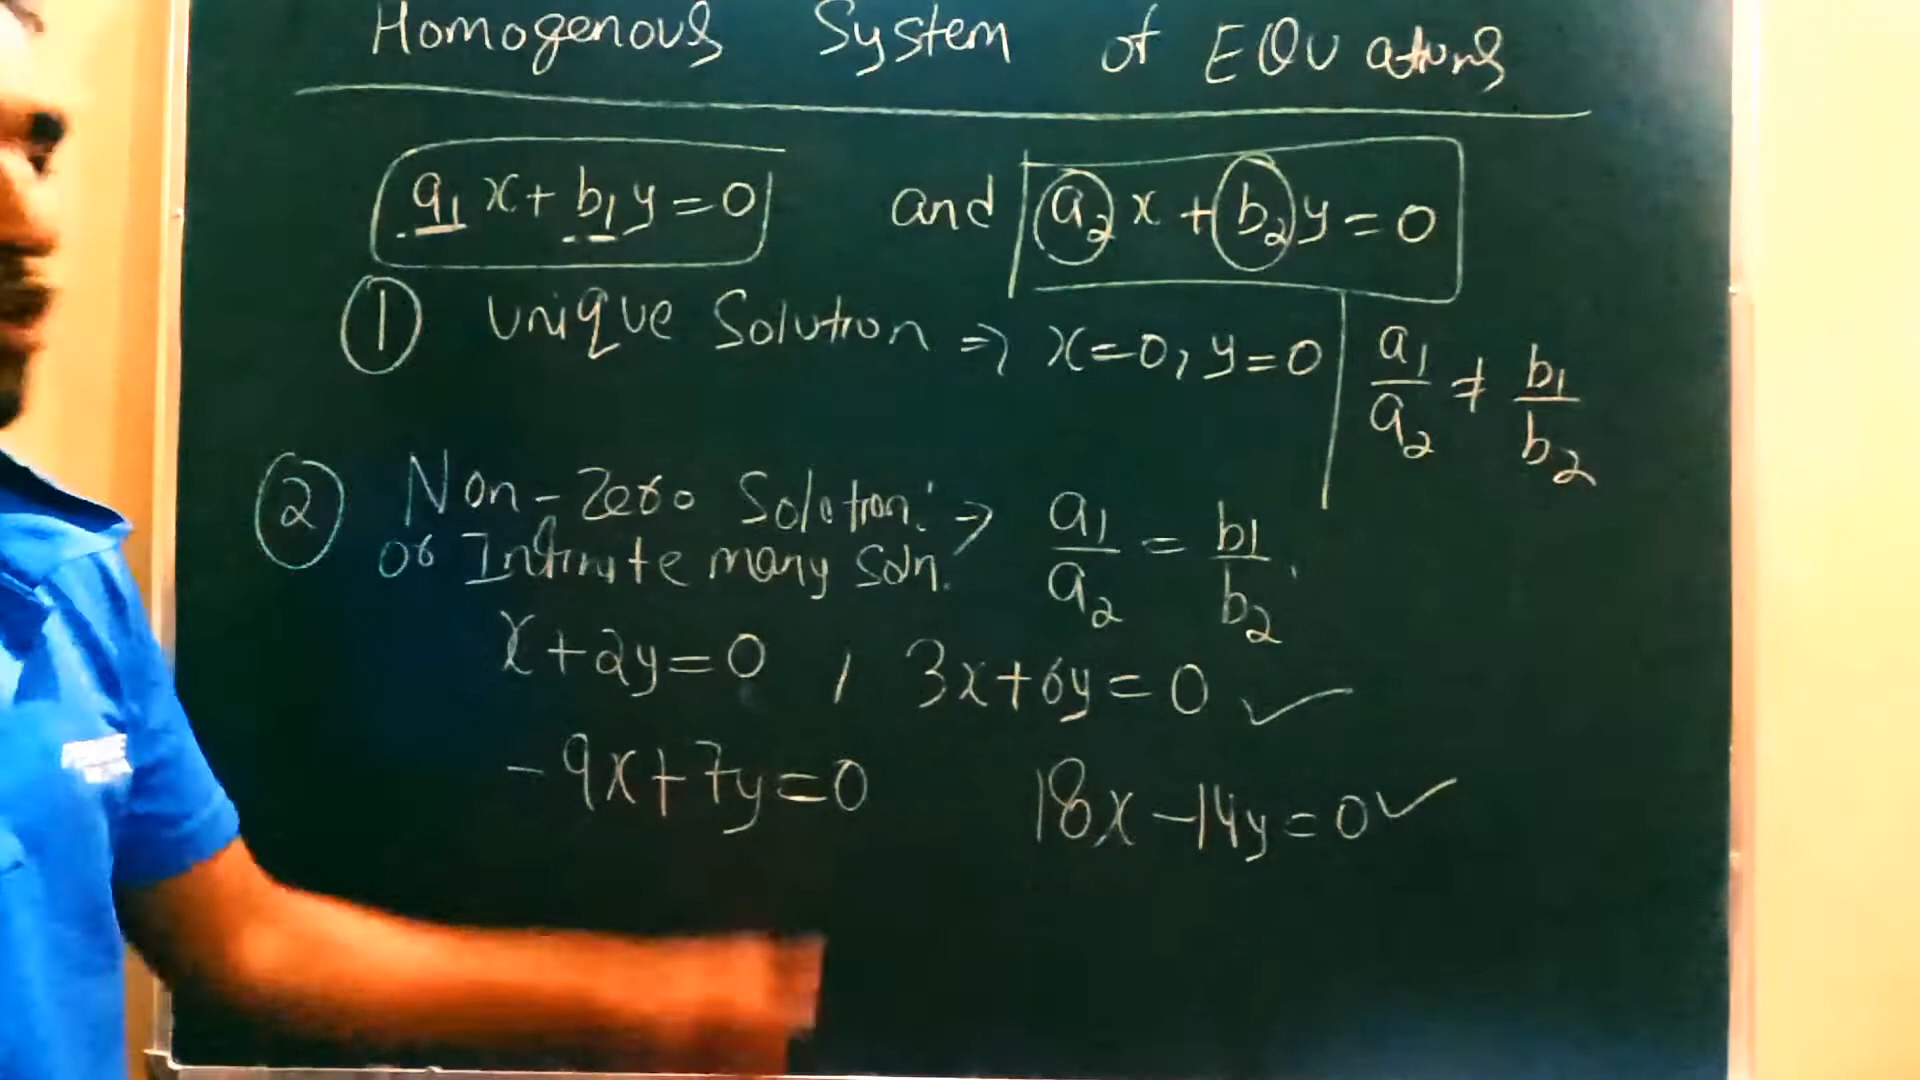 Homogenous System of EQUations
a₁x + b₁y = 0 and a₂x + b₂y = 0
① Unique Solution ⇒ x=0, y=0 | a₁/a₂ ≠ b₁/b₂
② Non-Zero Solution: ⇒ a₁/a₂ = b₁/b₂.
or Infinite many Soln.
x+2y=0 , 3x+6y=0 ✓
-9x+7y=0 18x-14y=0 ✓